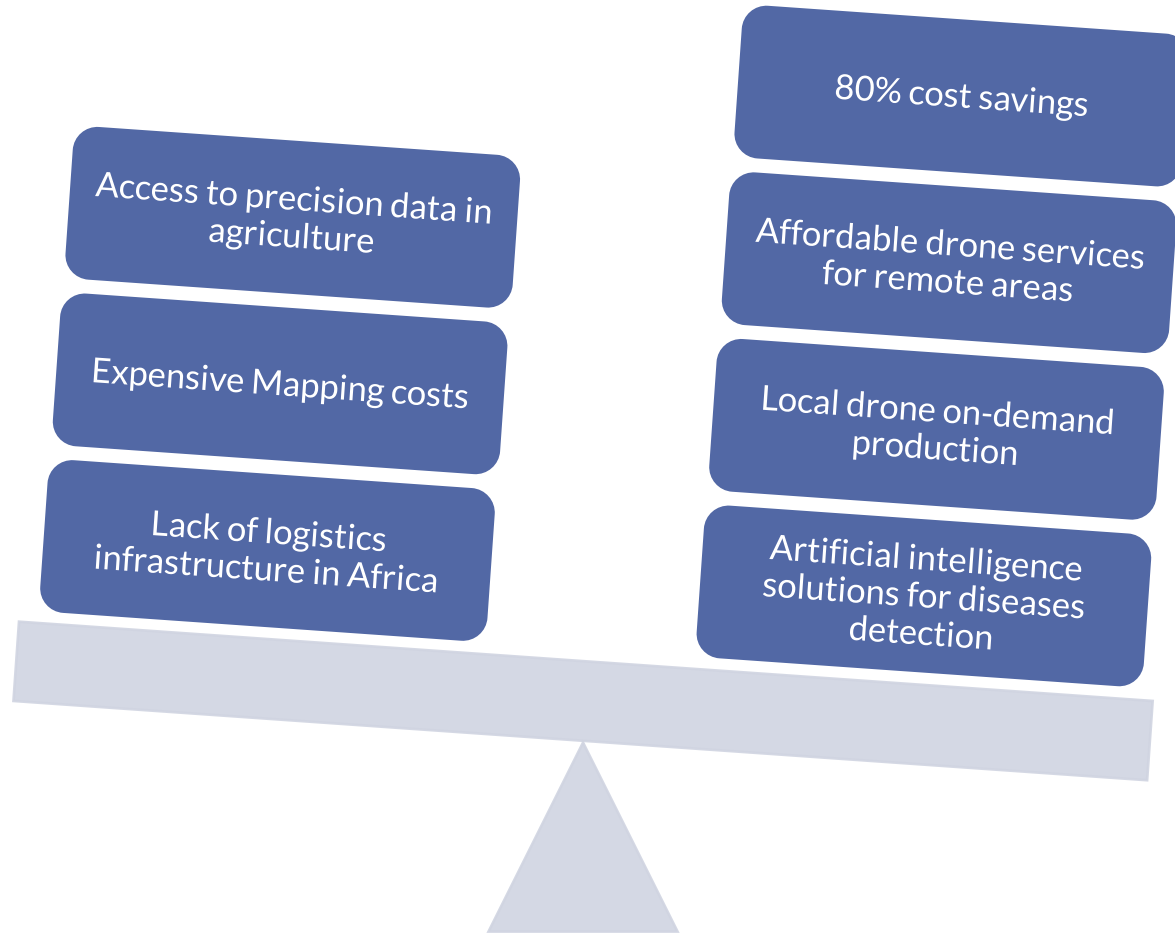 Access to precision data in
agriculture
Expensive Mapping costs
Lack of logistics
infrastructure in Africa
80% cost savings
Affordable drone services
for remote areas
Local drone on-demand
production
Artificial intelligence
solutions for diseases
detection